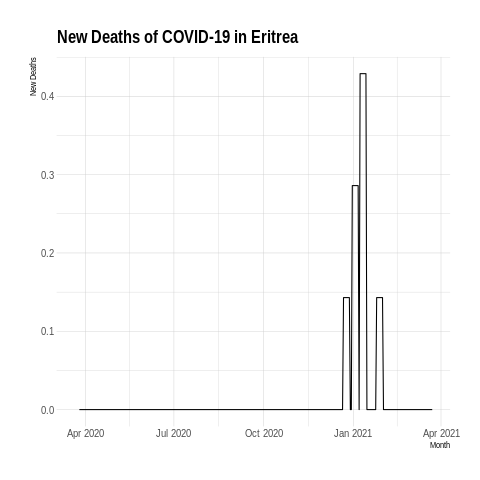 New Deaths of COVID-19 in Eritrea
New Deaths
0.4
0.3
0.2
0.1
0.0
Apr 2020 Jul 2020 Oct 2020 Jan 2021 Apr 2021
Month